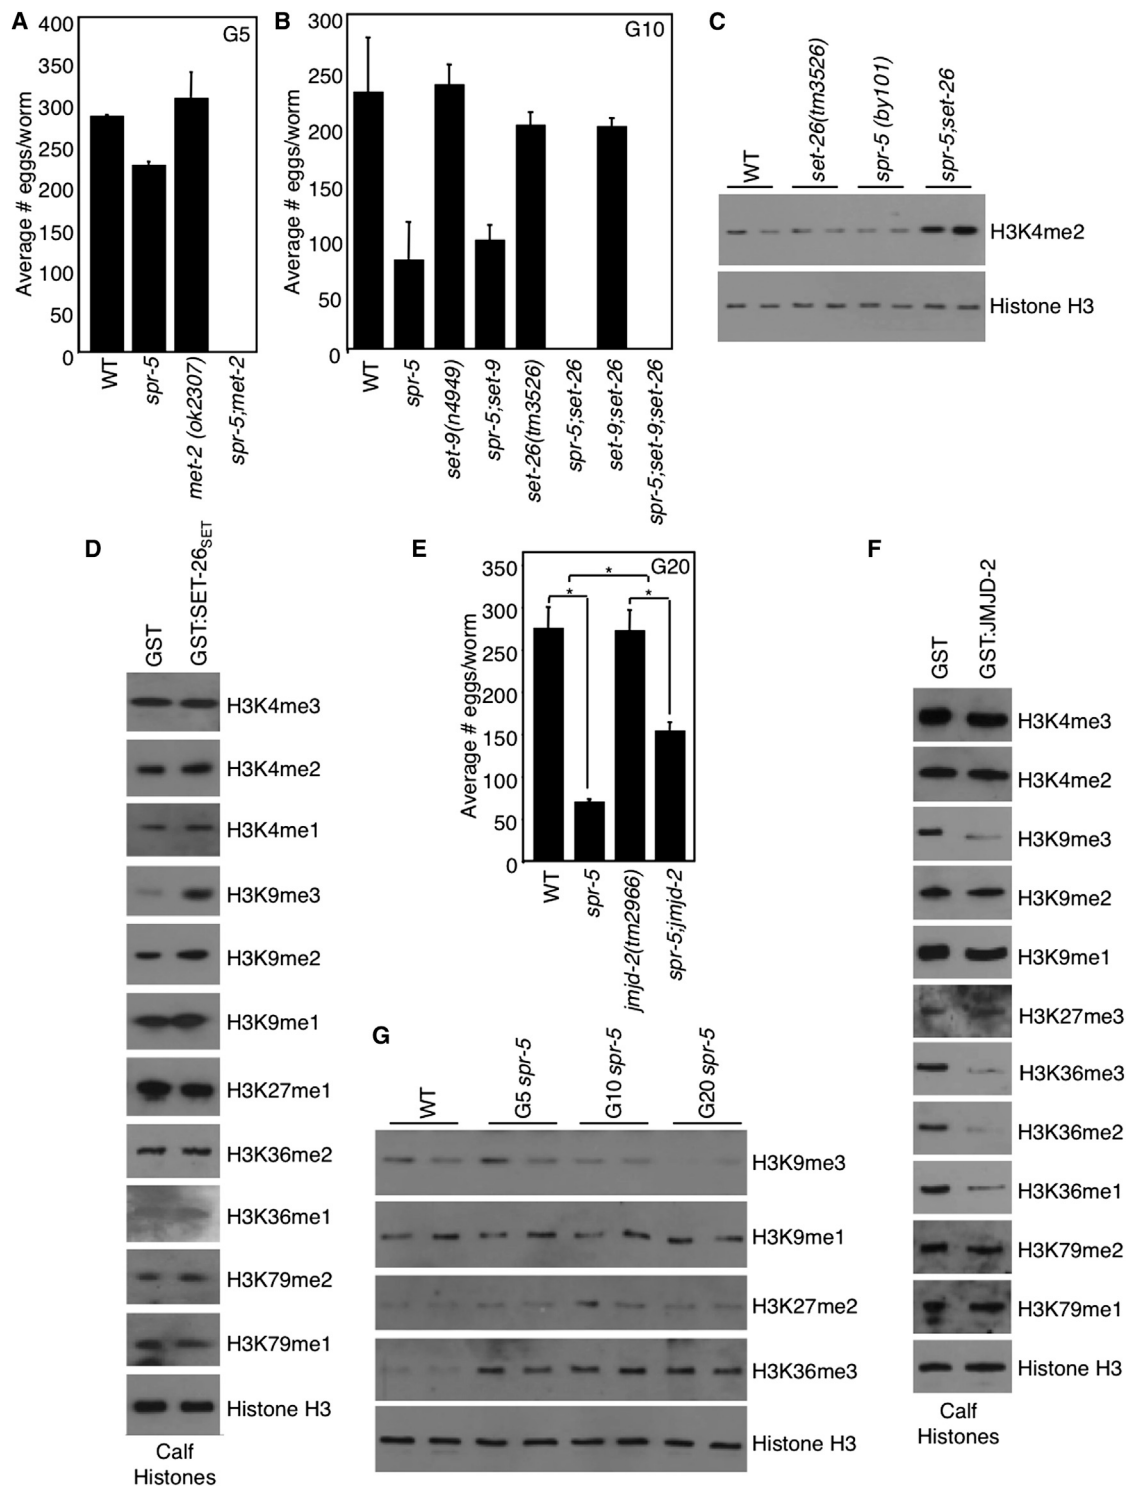 A
G5
400
350
300
250
200
150
100
50
0
Average # eggs/worm
WT
spr-5
met-2 (ok2307)
spr-5;met-2
B
G10
300
250
200
150
100
50
0
Average # eggs/worm
WT
spr-5
set-9(n4949)
spr-5;set-9
set-26(tm3526)
spr-5;set-26
set-9;set-26
spr-5;set-9;set-26
C
WT
set-26(tm3526)
spr-5 (by101)
spr-5;set-26
H3K4me2
Histone H3
D
GST
GST:SET-26SET
H3K4me3
H3K4me2
H3K4me1
H3K9me3
H3K9me2
H3K9me1
H3K27me1
H3K36me2
H3K36me1
H3K79me2
H3K79me1
Histone H3
Calf
Histones
E
G20
350
300
250
200
150
100
50
0
Average # eggs/worm
*
*
*
WT
spr-5
jmjd-2(tm2966)
spr-5;jmjd-2
F
GST
GST:JMJD-2
H3K4me3
H3K4me2
H3K9me3
H3K9me2
H3K9me1
H3K27me3
H3K36me3
H3K36me2
H3K36me1
H3K79me2
H3K79me1
Histone H3
Calf
Histones
G
WT
G5 spr-5
G10 spr-5
G20 spr-5
H3K9me3
H3K9me1
H3K27me2
H3K36me3
Histone H3